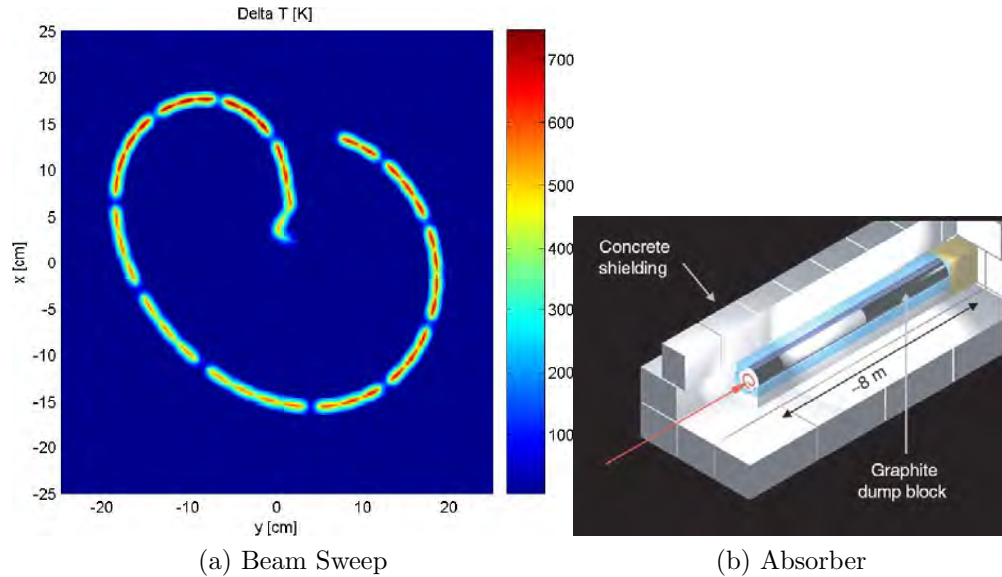 Delta T [K]
25
20
15
10
5
0
-5
-10
-15
-20
-25
x [cm]
-20
-10
0
10
20
y [cm]
700
600
500
400
300
200
100
(a) Beam Sweep
Concrete
shielding
~8 m
Graphite
dump block
(b) Absorber